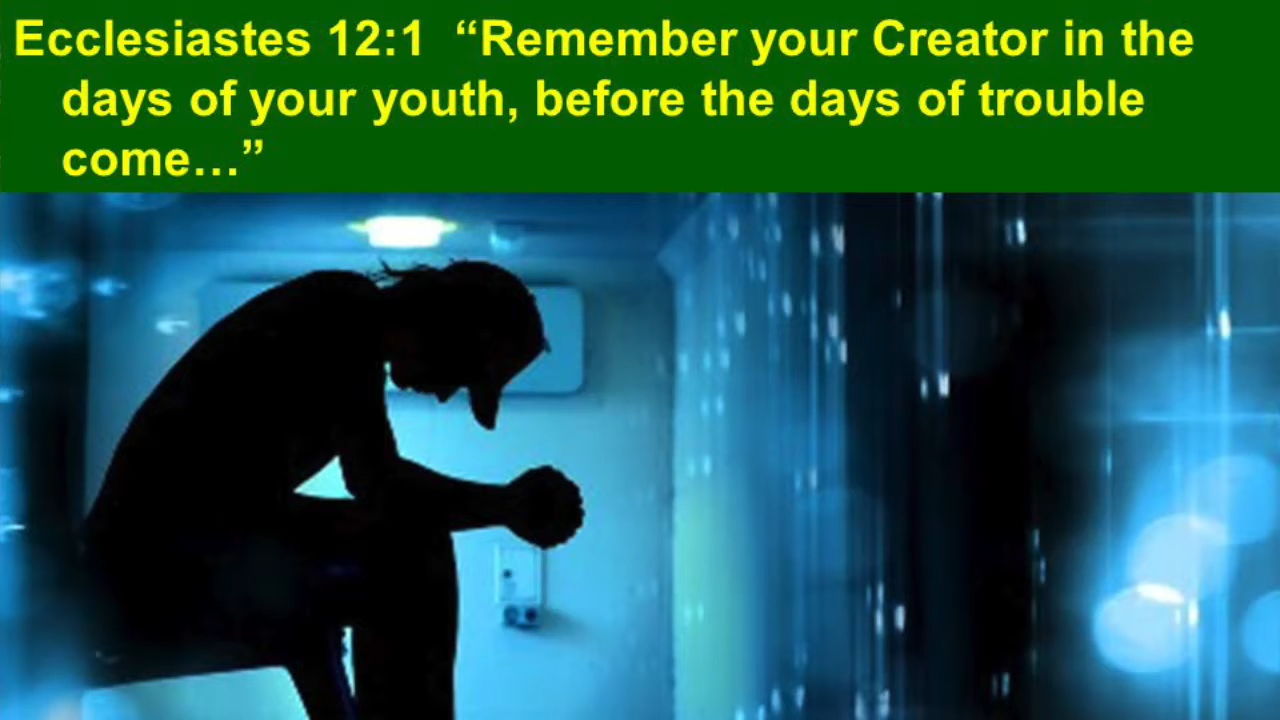 Ecclesiastes 12:1 “Remember your Creator in the
days of your youth, before the days of trouble
come…”